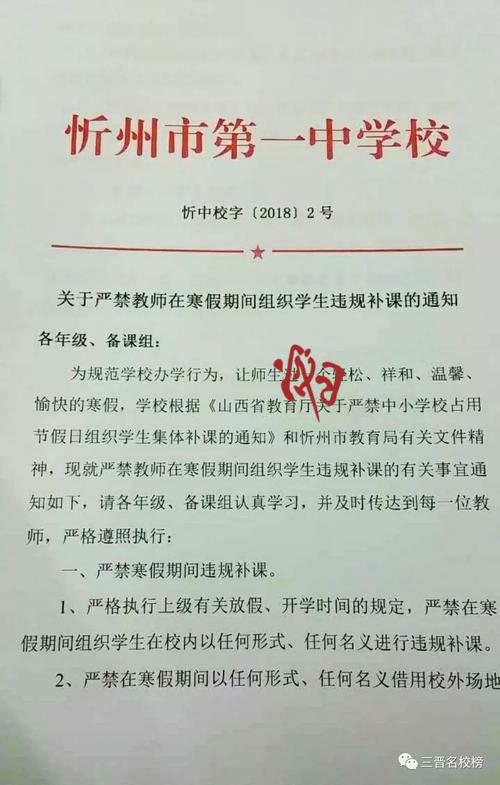 忻州市第一中学校
忻中校字〔2018〕2号
关于严禁教师在寒假期间组织学生违规补课的通知
各年级、备课组:
为规范学校办学行为，让师生过一个轻松、祥和、温馨、
愉快的寒假，学校根据《山西省教育厅关于严禁中小学校占用
节假日组织学生集体补课的通知》和忻州市教育局有关文件精
神，现就严禁教师在寒假期间组织学生违规补课的有关事宜通
知如下，请各年级、备课组认真学习，并及时传达到每一位教
师，严格遵照执行:
一、严禁寒假期间违规补课。
1、严格执行上级有关放假、开学时间的规定，严禁在寒
假期间组织学生在校内以任何形式、任何名义进行违规补课。
2、严禁在寒假期间以任何形式、任何名义借用校外场地
三晋名校榜